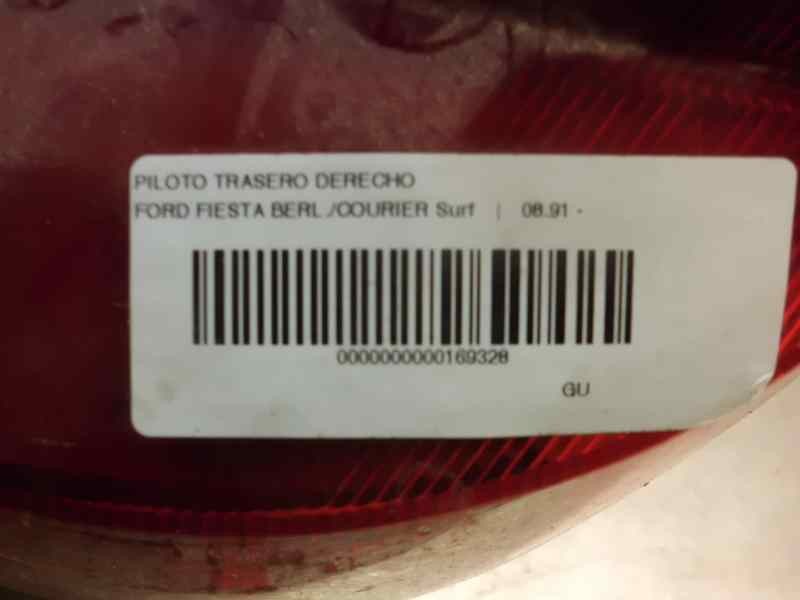 PILOTO TRASERO DERECHO
FORD FIESTA BERL./COURIER Surf | 08.91 -
0000000000169328
GU